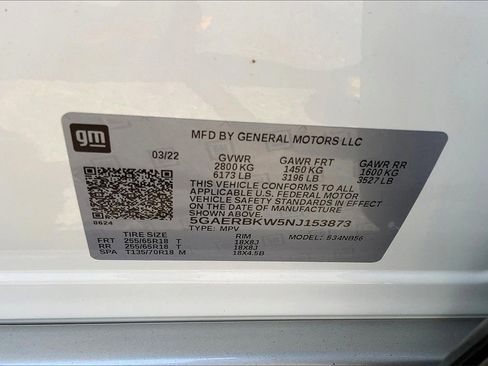 gm
MFD BY GENERAL MOTORS LLC
03/22 GVWR GAWR FRT GAWR RR
2800 KG 1450 KG 1600 KG
6173 LB 3196 LB 3527 LB
THIS VEHICLE CONFORMS TO ALL
APPLICABLE U.S. FEDERAL MOTOR
VEHICLE SAFETY STANDARDS IN
EFFECT ON THE DATE OF MANUFACTURE
SHOWN ABOVE.
8624 5GAERBKW5NJ153873
TYPE: MPV 534NB56
TIRE SIZE RIM
FRT 255/65R18 T 18X8J
RR 255/65R18 T 18X8J
SPA T135/70R18 M 18X4.5B